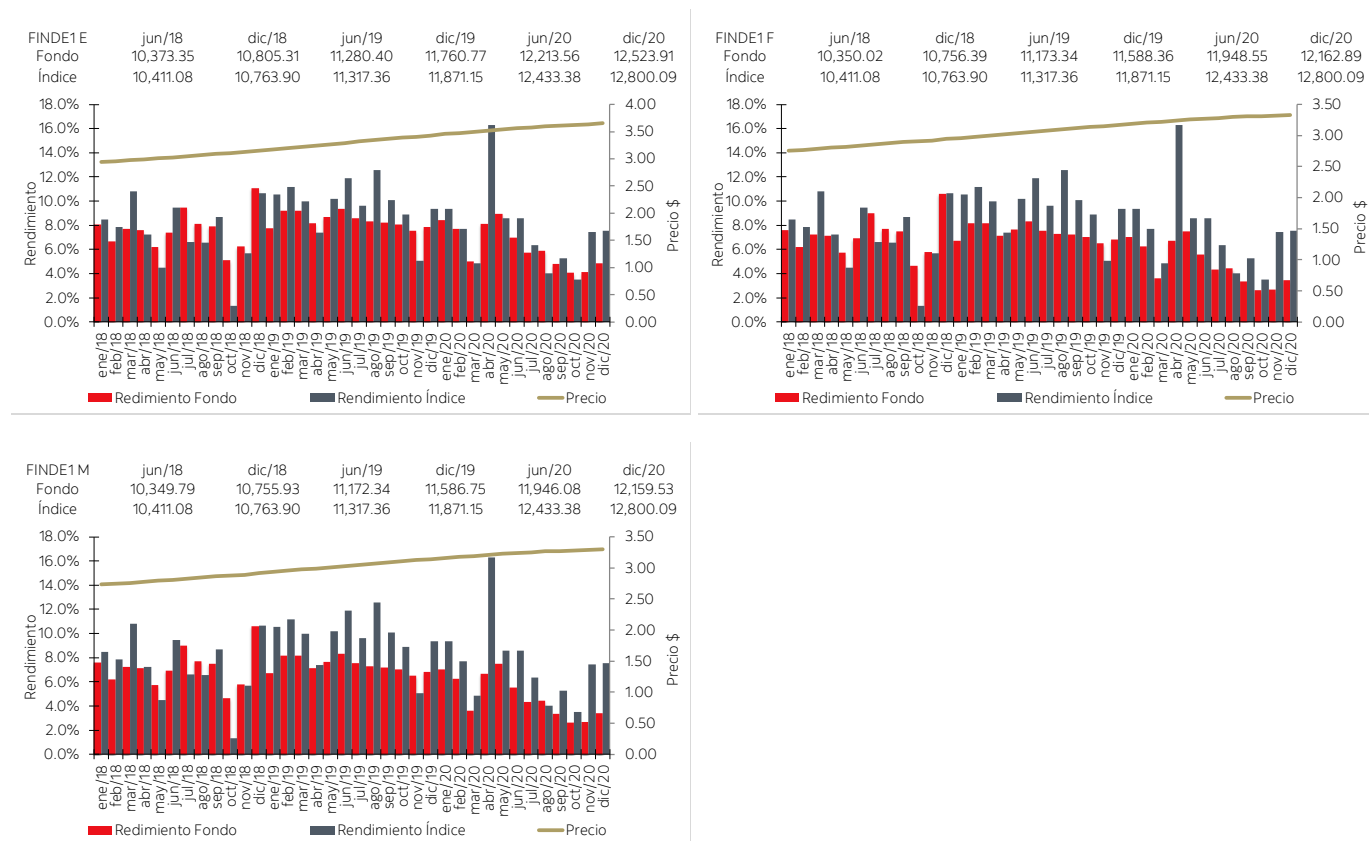 FINDE1 E jun/18 dic/18 jun/19 dic/19 jun/20 dic/20
Fondo 10,373.35 10,805.31 11,280.40 11,760.77 12,213.56 12,523.91
Índice 10,411.08 10,763.90 11,317.36 11,871.15 12,433.38 12,800.09
18.0% 4.00
16.0% 3.50
14.0% 3.00
12.0% 2.50
10.0% 2.00
8.0% 1.50
6.0% 1.00
4.0% 0.50
2.0% 0.00
0.0%
Rendimiento
Precio $
ene/18 feb/18 mar/18 abr/18 may/18 jun/18 jul/18 ago/18 sep/18 oct/18 nov/18 dic/18 ene/19 feb/19 mar/19 abr/19 may/19 jun/19 jul/19 ago/19 sep/19 oct/19 nov/19 dic/19 ene/20 feb/20 mar/20 abr/20 may/20 jun/20 jul/20 ago/20 sep/20 oct/20 nov/20 dic/20
Redimiento Fondo Rendimiento Índice Precio
FINDE1 F jun/18 dic/18 jun/19 dic/19 jun/20 dic/20
Fondo 10,350.02 10,756.39 11,173.34 11,588.36 11,948.55 12,162.89
Índice 10,411.08 10,763.90 11,317.36 11,871.15 12,433.38 12,800.09
18.0% 3.50
16.0% 3.00
14.0% 2.50
12.0% 2.00
10.0% 1.50
8.0% 1.00
6.0% 0.50
4.0% 0.00
2.0%
0.0%
Rendimiento
Precio $
ene/18 feb/18 mar/18 abr/18 may/18 jun/18 jul/18 ago/18 sep/18 oct/18 nov/18 dic/18 ene/19 feb/19 mar/19 abr/19 may/19 jun/19 jul/19 ago/19 sep/19 oct/19 nov/19 dic/19 ene/20 feb/20 mar/20 abr/20 may/20 jun/20 jul/20 ago/20 sep/20 oct/20 nov/20 dic/20
Redimiento Fondo Rendimiento Índice Precio
FINDE1 M jun/18 dic/18 jun/19 dic/19 jun/20 dic/20
Fondo 10,349.79 10,755.93 11,172.34 11,586.75 11,946.08 12,159.53
Índice 10,411.08 10,763.90 11,317.36 11,871.15 12,433.38 12,800.09
18.0% 3.50
16.0% 3.00
14.0% 2.50
12.0% 2.00
10.0% 1.50
8.0% 1.00
6.0% 0.50
4.0% 0.00
2.0%
0.0%
Rendimiento
Precio $
ene/18 feb/18 mar/18 abr/18 may/18 jun/18 jul/18 ago/18 sep/18 oct/18 nov/18 dic/18 ene/19 feb/19 mar/19 abr/19 may/19 jun/19 jul/19 ago/19 sep/19 oct/19 nov/19 dic/19 ene/20 feb/20 mar/20 abr/20 may/20 jun/20 jul/20 ago/20 sep/20 oct/20 nov/20 dic/20
Redimiento Fondo Rendimiento Índice Precio